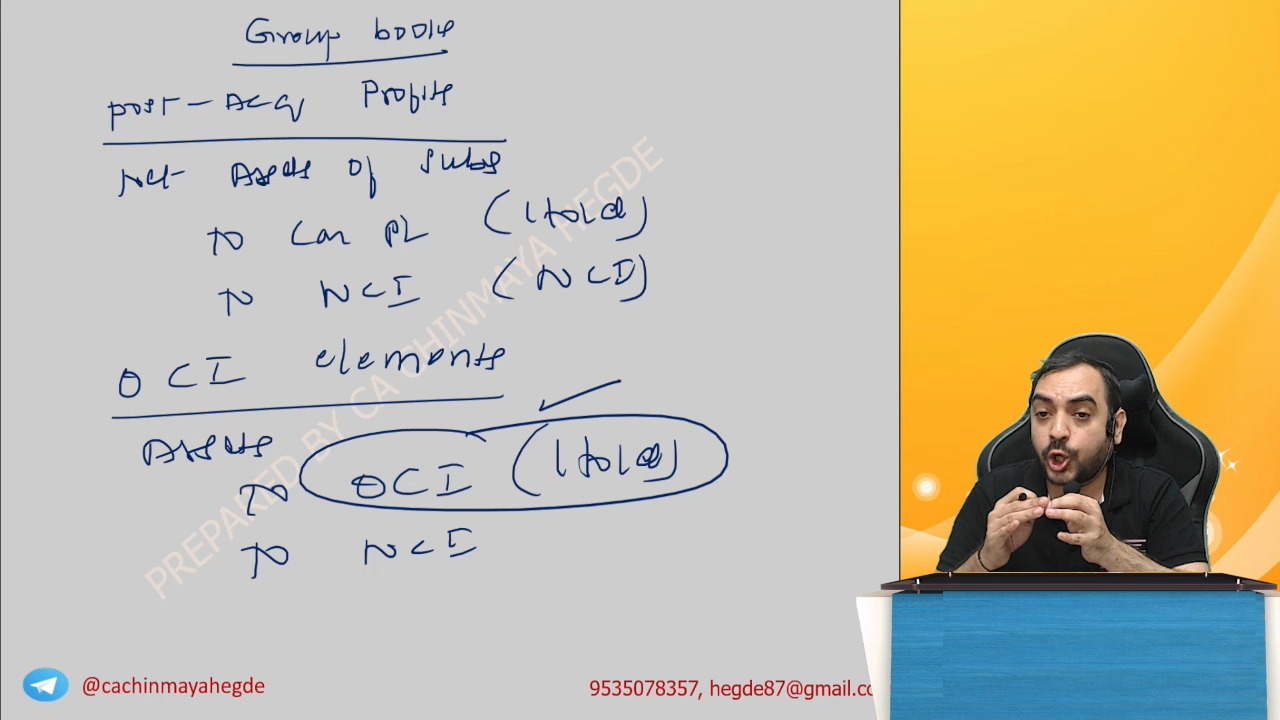 Group books
post-Acq Profits
Net Assets of subs
To Con PL (Hold)
To NCI (NCI)
OCI elements
Assets
To OCI (Hold)
To NCI
PREPARED BY CA CHINMAYA HEGDE
@cachinmayahegde
9535078357, hegde87@gmail.co